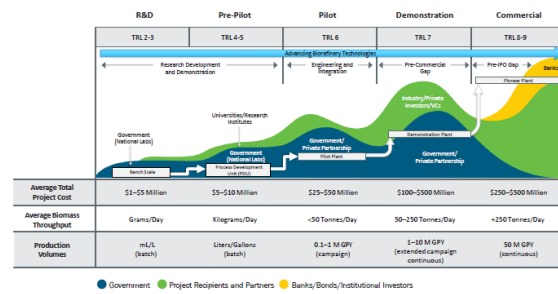 R&D Pre-Pilot Pilot Demonstration Commercial
TRL 2-3 TRL 4-5 TRL 6 TRL 7 TRL 8-9
Advancing Biorefinery Technologies
Research Development
and Demonstration
Engineering and
Integration
Pre-Commercial
Gap
Pre-IPO Gap
Pioneer Plant
Banks
Industry/Private
Investors/VCs
Universities/Research
Institutes
Government
(National Labs)
Government
(National Labs)
Government/
Private Partnership
Demonstration Plant
Government/
Private Partnership
Bench Scale
Process Development
Unit (PDU)
Pilot Plant
Average Total
Project Cost
$1–$5 Million
$5–$10 Million
$25–$50 Million
$100–$500 Million
$250–$500 Million
Average Biomass
Throughput
Grams/Day
Kilograms/Day
<50 Tonnes/Day
50–250 Tonnes/Day
+250 Tonnes/Day
Production
Volumes
mL/L
(batch)
Liters/Gallons
(batch)
0.1–1 M GPY
(campaign)
1–10 M GPY
(extended campaign
continuous)
50 M GPY
(continuous)
Government
Project Recipients and Partners
Banks/Bonds/Institutional Investors